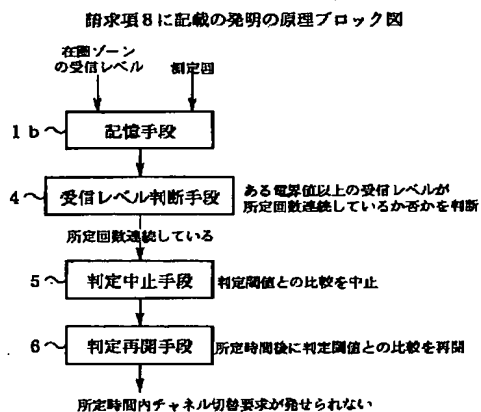 請求項8に記載の発明の原理ブロック図
在圏ゾーン
の受信レベル
測定回
1b
記憶手段
4
受信レベル判断手段
ある電界値以上の受信レベルが
所定回数連続しているか否かを判断
所定回数連続している
5
判定中止手段
判定閾値との比較を中止
6
判定再開手段
所定時間後に判定閾値との比較を再開
所定時間内チャネル切替要求が発せられない